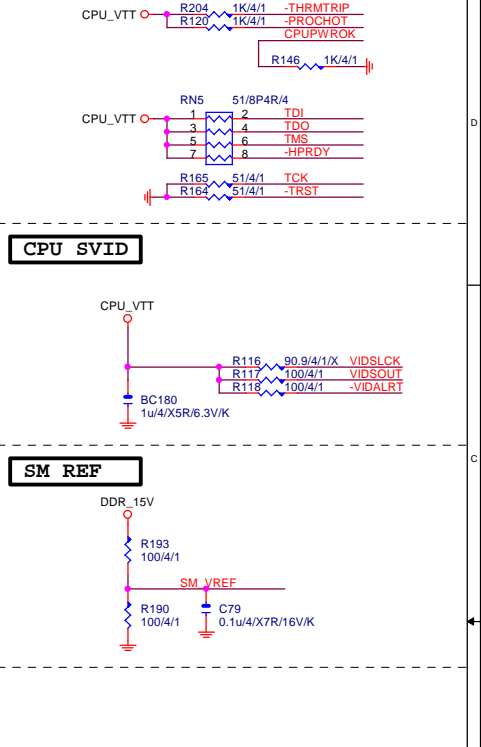 R204 1K/4/1 -THRMTRIP
CPU_VTT R120 1K/4/1 -PROCHOT
CPUPWROK
R146 1K/4/1
RN5 51/8P4R/4
CPU_VTT 1 2 TDI
3 4 TDO
5 6 TMS
7 8 -HPRDY
R165 51/4/1 TCK
R164 51/4/1 -TRST
D
CPU SVID
CPU_VTT
R116 90.9/4/1/X VIDSLCK
R117 100/4/1 VIDSOUT
R118 100/4/1 -VIDALRT
BC180
1u/4/X5R/6.3V/K
C
SM REF
DDR_15V
R193
100/4/1
SM_VREF
R190
100/4/1
C79
0.1u/4/X7R/16V/K